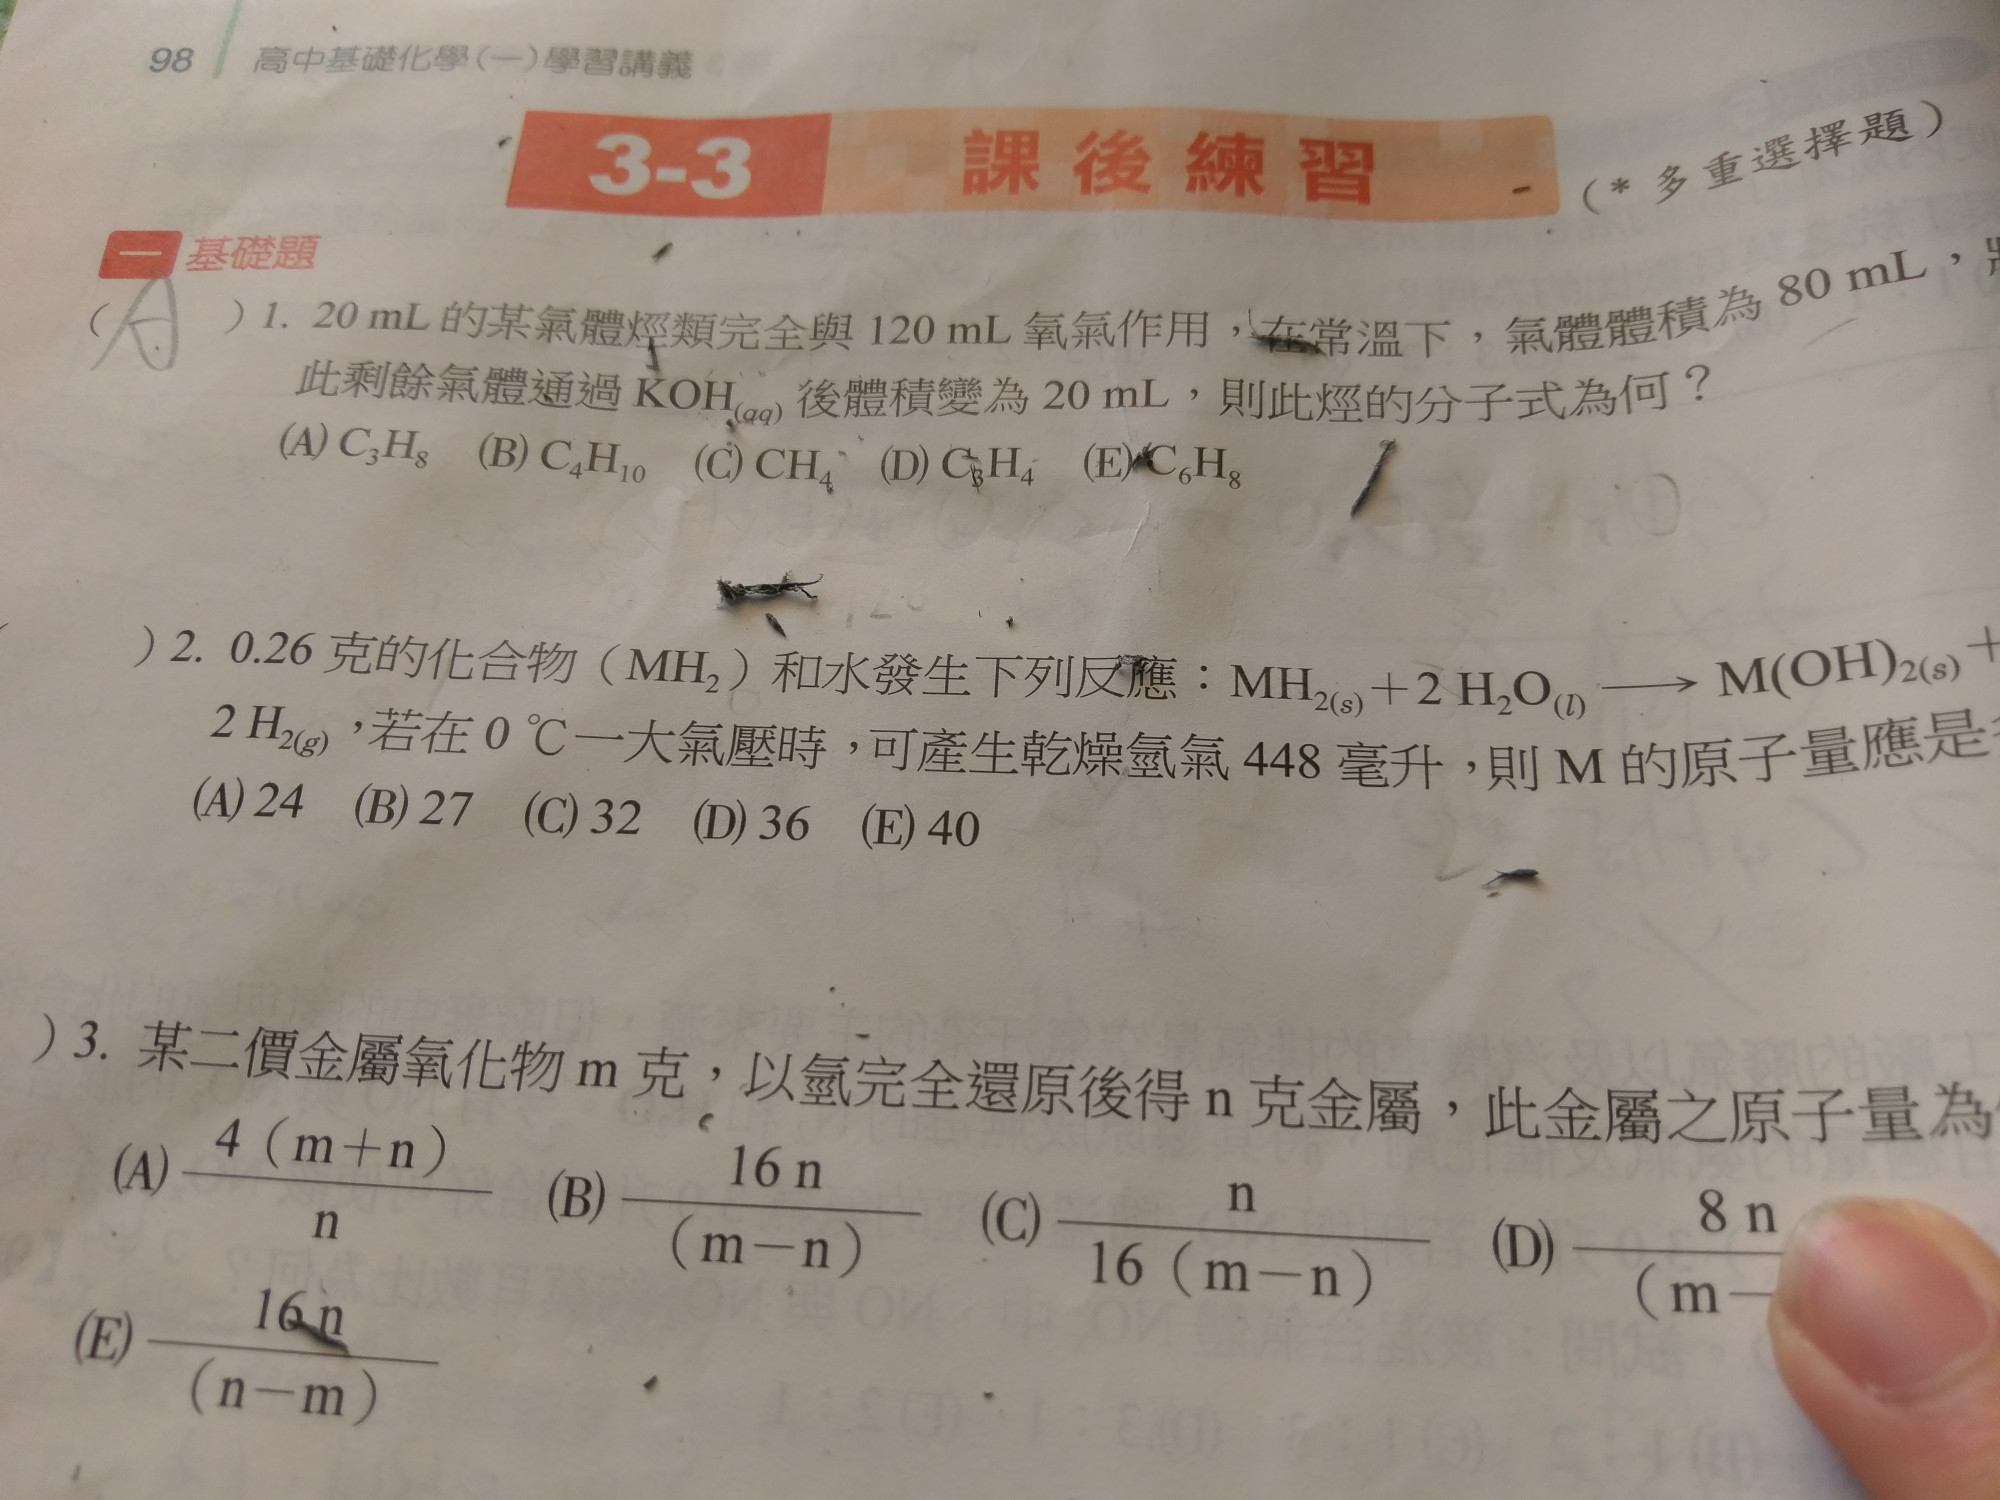 98 高中基礎化學(一)學習講義
3-3 課後練習
(*多重選擇題)
一 基礎題
( A )1. 20 mL 的某氣體烴類完全與 120 mL 氧氣作用，在常溫下，氣體體積為 80 mL，
此剩餘氣體通過 KOH(aq) 後體積變為 20 mL，則此烴的分子式為何？
(A) C3H8 (B) C4H10 (C) CH4 (D) C3H4 (E) C6H8
)2. 0.26 克的化合物（MH2）和水發生下列反應：MH2(s)＋2 H2O(l) ⟶ M(OH)2(s)＋
2 H2(g)，若在 0 ℃一大氣壓時，可產生乾燥氫氣 448 毫升，則 M 的原子量應是
(A) 24 (B) 27 (C) 32 (D) 36 (E) 40
)3. 某二價金屬氧化物 m 克，以氫完全還原後得 n 克金屬，此金屬之原子量為
(A) 4（m＋n）/ n (B) 16 n /（m－n） (C) n / 16（m－n） (D) 8 n /（m－
(E) 16 n /（n－m）